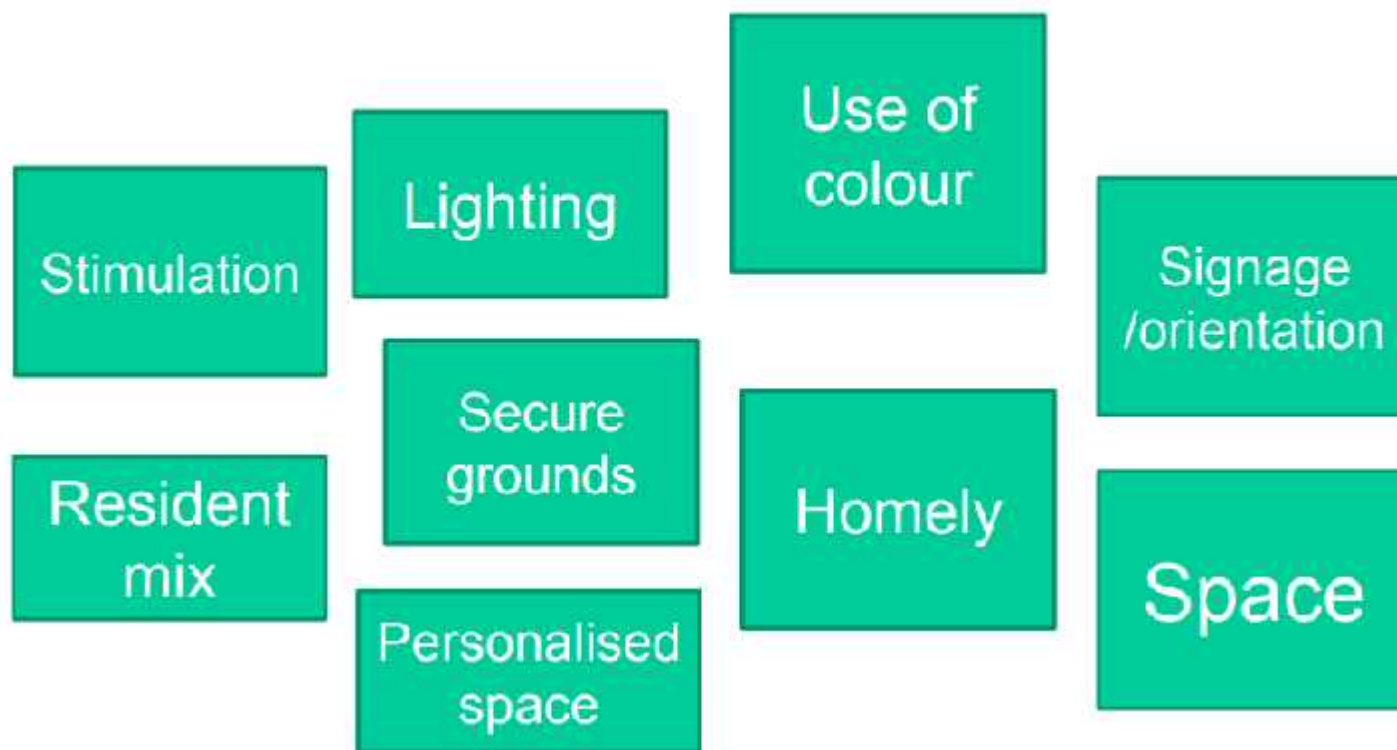 Stimulation
Lighting
Use of
colour
Signage
/orientation
Resident
mix
Secure
grounds
Homely
Space
Personalised
space